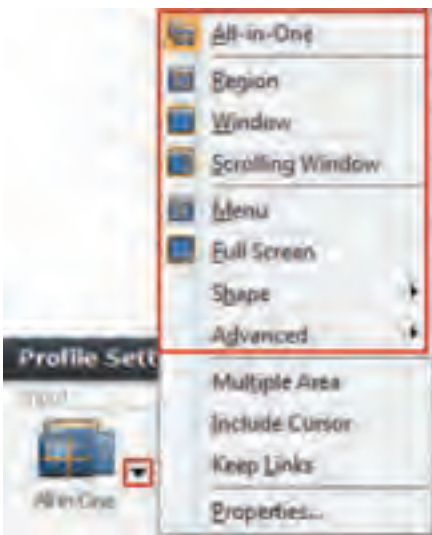 All-in-One
Region
Window
Scrolling Window
Menu
Full Screen
Shape
Advanced
Multiple Area
Include Cursor
Keep Links
Properties...
Profile Sett
Input
All-in-One